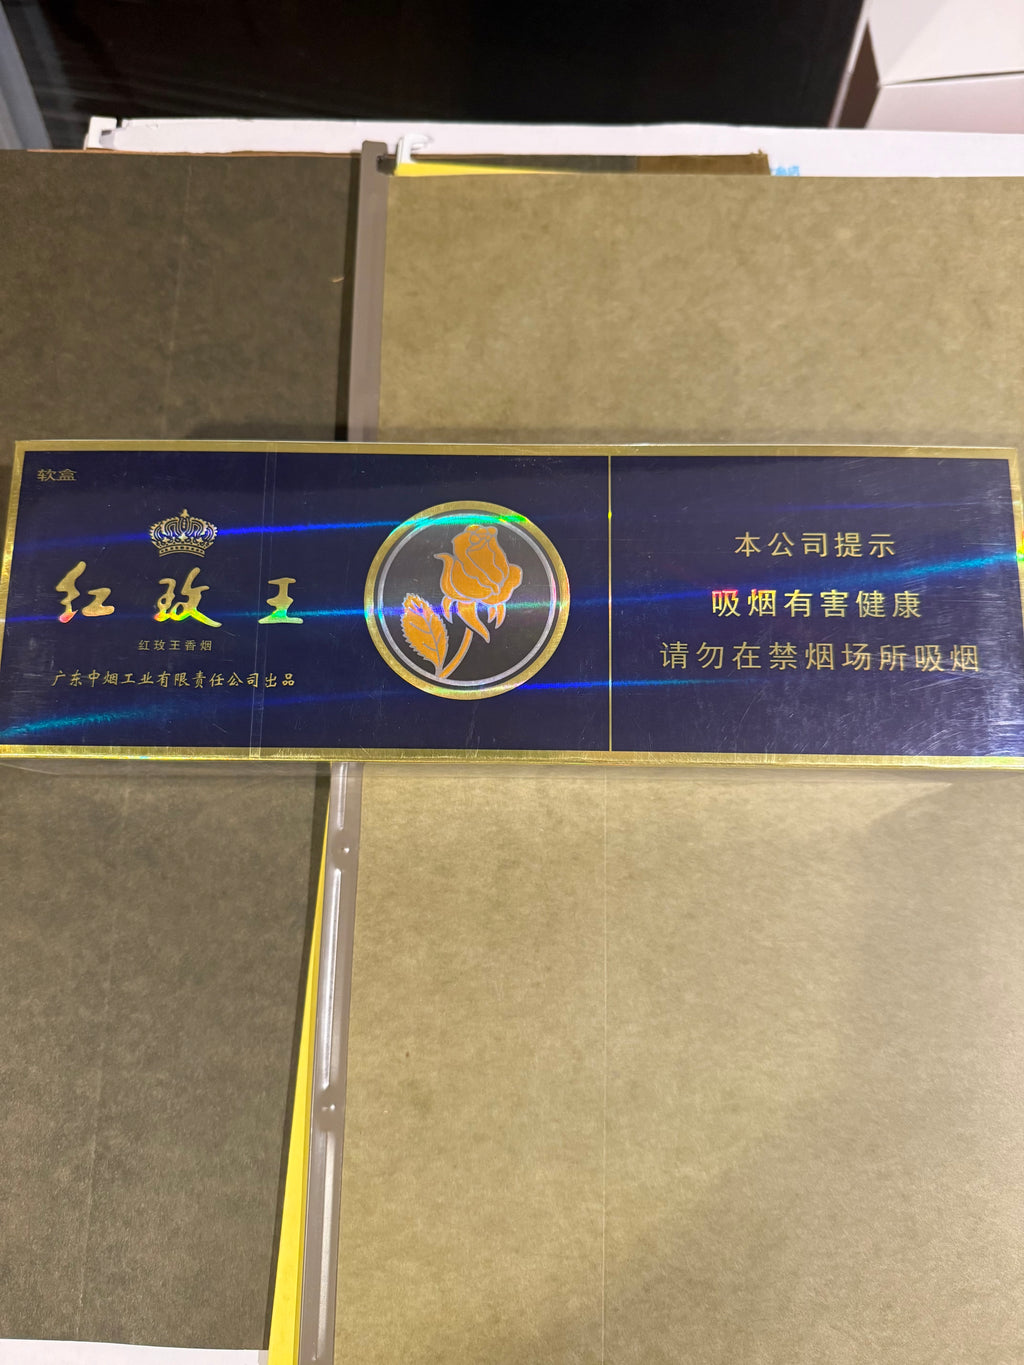 软盒
红玫王
红玫王香烟
广东中烟工业有限责任公司出品
本公司提示
吸烟有害健康
请勿在禁烟场所吸烟